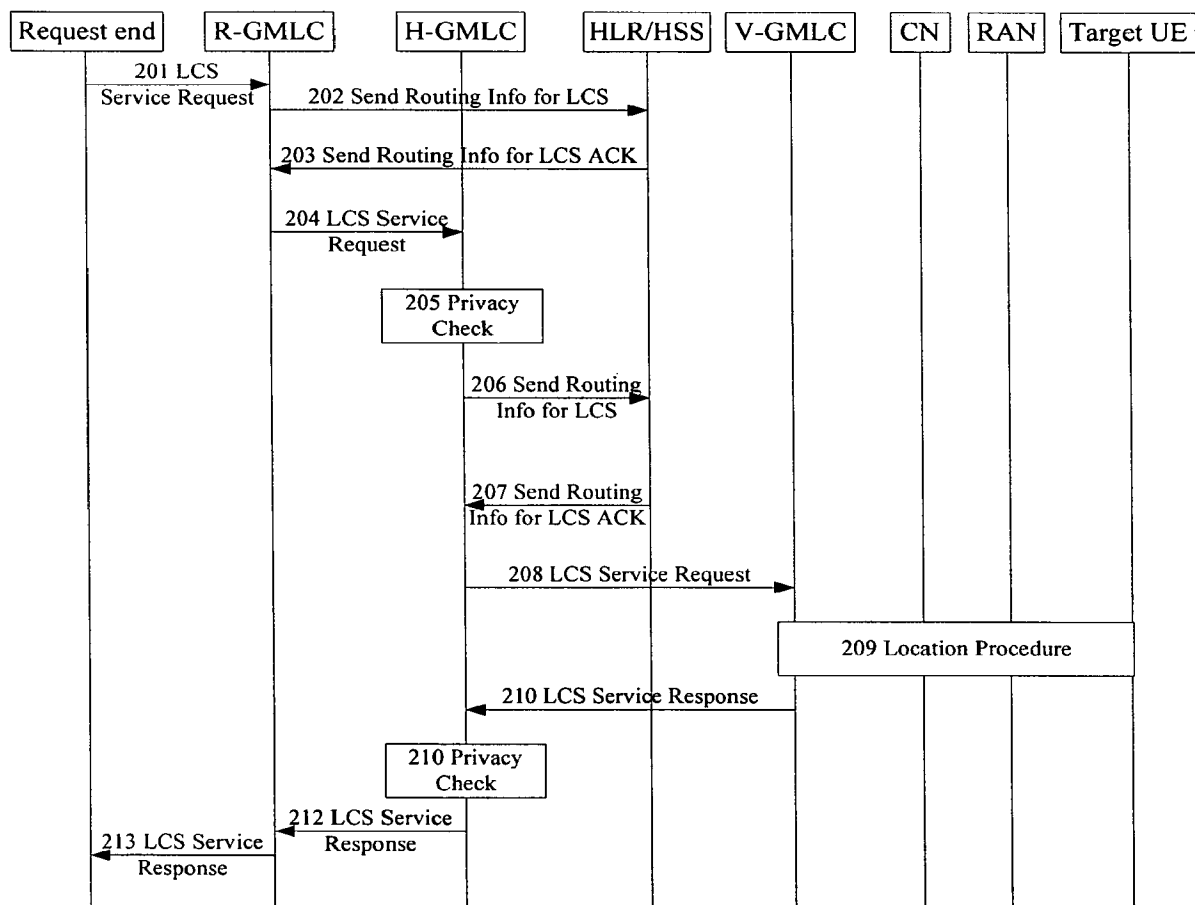 Request end
R-GMLC
H-GMLC
HLR/HSS
V-GMLC
CN
RAN
Target UE
201 LCS
Service Request
202 Send Routing Info for LCS
203 Send Routing Info for LCS ACK
204 LCS Service
Request
205 Privacy
Check
206 Send Routing
Info for LCS
207 Send Routing
Info for LCS ACK
208 LCS Service Request
209 Location Procedure
210 LCS Service Response
210 Privacy
Check
212 LCS Service
Response
213 LCS Service
Response